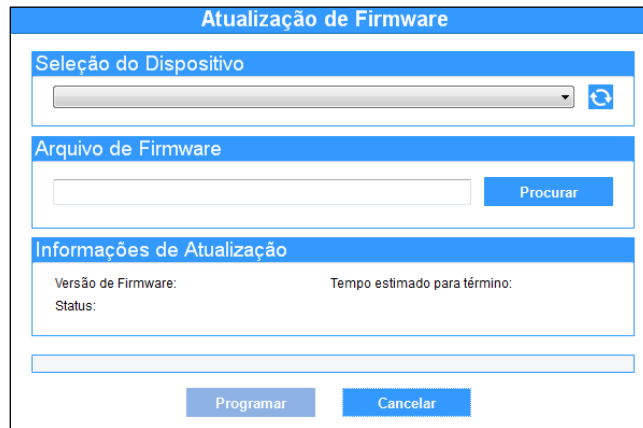 Atualização de Firmware
Seleção do Dispositivo
Arquivo de Firmware
Procurar
Informações de Atualização
Versão de Firmware: Tempo estimado para término:
Status:
Programar Cancelar